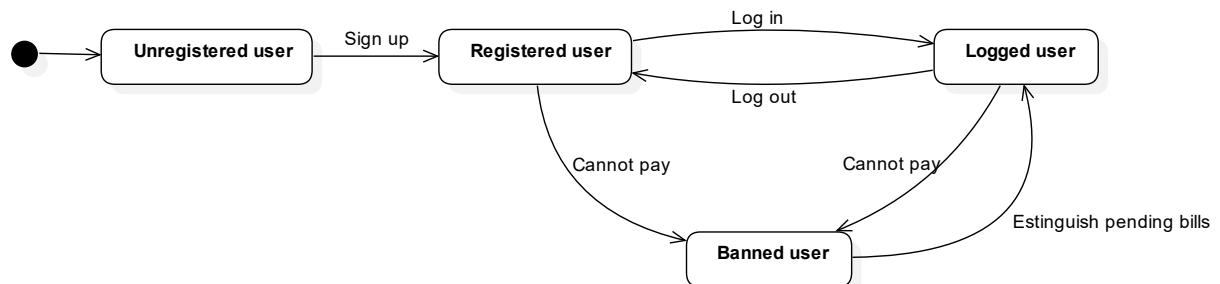 Log in
Unregistered user
Sign up
Registered user
Logged user
Log out
Cannot pay
Cannot pay
Estinguish pending bills
Banned user